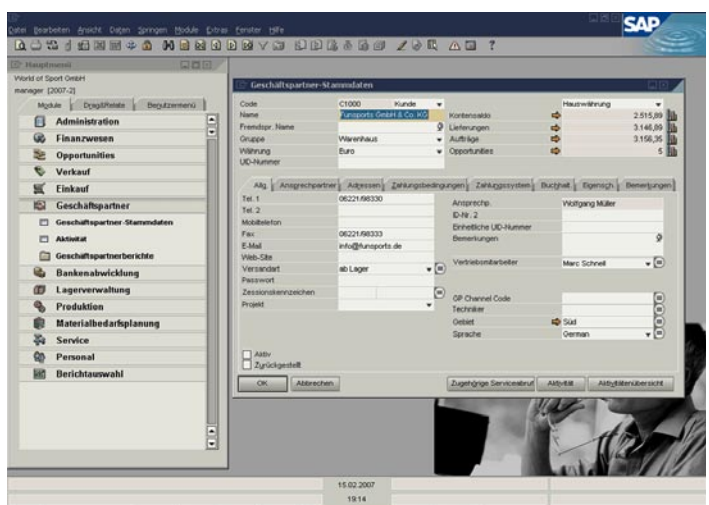 SAP
Datei Bearbeiten Ansicht Daten Springen Module Extras Fenster Hilfe
Hauptmenü
World of Sport GmbH
manager [2007-2]
Module Drag&Relate Benutzermenü
Administration
Finanzwesen
Opportunities
Verkauf
Einkauf
Geschäftspartner
Geschäftspartner-Stammdaten
Aktivität
Geschäftspartnerberichte
Bankenabwicklung
Lagerverwaltung
Produktion
Materialbedarfsplanung
Service
Personal
Berichtauswahl
Geschäftspartner-Stammdaten
Code C1000 Kunde Hauswährung
Name Funsports GmbH & Co. KG Kontensaldo 2.515,89
Fremdspr. Name Lieferungen 3.146,89
Gruppe Warenhaus Aufträge 3.156,35
Währung Euro Opportunities 5
UID-Nummer
Allg. Ansprechpartner Adressen Zahlungsbedingungen Zahlungssystem Buchhalt. Eigensch. Bemerkungen
Tel. 1 06221/98330 Ansprechp. Wolfgang Müller
Tel. 2 ID-Nr. 2
Mobiltelefon Einheitliche UID-Nummer
Fax 06221/98333 Bemerkungen
E-Mail info@funsports.de
Web-Site Vertriebsmitarbeiter Marc Schnell
Versandart ab Lager
Passwort
Zessionskennzeichen GP Channel Code
Projekt Techniker
Gebiet Süd
Sprache German
Aktiv
Zurückgestellt
OK Abbrechen Zugehörige Serviceabruf Aktivität Aktivitätenübersicht
15.02.2007
19:14